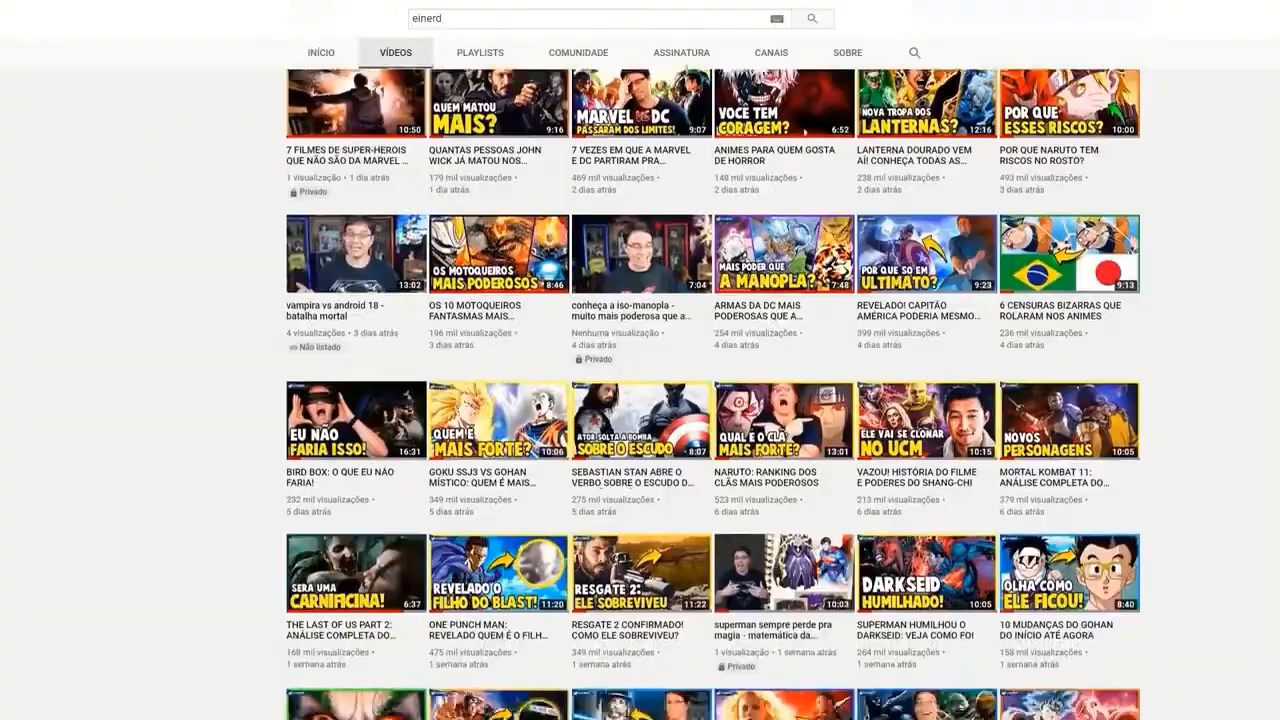 einerd
INÍCIO VÍDEOS PLAYLISTS COMUNIDADE ASSINATURA CANAIS SOBRE
10:50
QUEM MATOU
MAIS?
9:16
MARVEL DC
PASSARAM DOS LIMITES!
9:07
VOCE TEM
CORAGEM?
6:52
NOVA TROPA DOS
LANTERNAS?
12:16
POR QUE
ESSES RISCOS?
10:00
7 FILMES DE SUPER-HEROIS
QUE NÃO SÃO DA MARVEL ...
1 visualização • 1 dia atrás
Privado
QUANTAS PESSOAS JOHN
WICK JÁ MATOU NOS...
179 mil visualizações •
1 dia atrás
7 VEZES EM QUE A MARVEL
E DC PARTIRAM PRA...
469 mil visualizações •
2 dias atrás
ANIMES PARA QUEM GOSTA
DE HORROR
148 mil visualizações •
2 dias atrás
LANTERNA DOURADO VEM
AÍ! CONHEÇA TODAS AS...
238 mil visualizações •
2 dias atrás
POR QUE NARUTO TEM
RISCOS NO ROSTO?
493 mil visualizações •
3 dias atrás
13:02
OS MOTOQUEIROS
MAIS PODEROSOS
8:46
7:04
MAIS PODER QUE
A MANOPLA?
7:48
POR QUE SO EM
ULTIMATO?
9:23
9:13
vampira vs android 18 -
batalha mortal
4 visualizações • 3 dias atrás
Não listado
OS 10 MOTOQUEIROS
FANTASMAS MAIS...
196 mil visualizações •
3 dias atrás
conheça a iso-manopla -
muito mais poderosa que a...
Nenhuma visualização •
4 dias atrás
Privado
ARMAS DA DC MAIS
PODEROSAS QUE A...
254 mil visualizações •
4 dias atrás
REVELADO! CAPITÃO
AMÉRICA PODERIA MESMO...
399 mil visualizações •
4 dias atrás
6 CENSURAS BIZARRAS QUE
ROLARAM NOS ANIMES
236 mil visualizações •
4 dias atrás
EU NÃO
FARIA ISSO!
16:31
QUEM É
MAIS FORTE?
10:06
ATOR SOLTA A BOMBA
SOBRE O ESCUDO
8:07
QUAL E O CLÃ
MAIS FORTE?
13:01
ELE VAI SE CLONAR
NO UCM
10:15
NOVOS
PERSONAGENS
10:05
BIRD BOX: O QUE EU NÃO
FARIA!
232 mil visualizações •
5 dias atrás
GOKU SSJ3 VS GOHAN
MÍSTICO: QUEM É MAIS...
349 mil visualizações •
5 dias atrás
SEBASTIAN STAN ABRE O
VERBO SOBRE O ESCUDO D...
275 mil visualizações •
5 dias atrás
NARUTO: RANKING DOS
CLÃS MAIS PODEROSOS
523 mil visualizações •
6 dias atrás
VAZOU! HISTÓRIA DO FILME
E PODERES DO SHANG-CHI
213 mil visualizações •
6 dias atrás
MORTAL KOMBAT 11:
ANÁLISE COMPLETA DO...
379 mil visualizações •
6 dias atrás
SERA UMA
CARNIFICINA!
6:37
REVELADO O
FILHO DO BLAST!
11:20
RESGATE 2:
ELE SOBREVIVEU
11:22
10:03
DARKSEID
HUMILHADO!
10:05
OLHA COMO
ELE FICOU!
8:40
THE LAST OF US PART 2:
ANÁLISE COMPLETA DO...
168 mil visualizações •
1 semana atrás
ONE PUNCH MAN:
REVELADO QUEM É O FILH...
475 mil visualizações •
1 semana atrás
RESGATE 2 CONFIRMADO!
COMO ELE SOBREVIVEU?
349 mil visualizações •
1 semana atrás
superman sempre perde pra
magia - matemática da...
1 visualização • 1 semana atrás
Privado
SUPERMAN HUMILHOU O
DARKSEID: VEJA COMO FOI
264 mil visualizações •
1 semana atrás
10 MUDANÇAS DO GOHAN
DO INÍCIO ATÉ AGORA
158 mil visualizações •
1 semana atrás